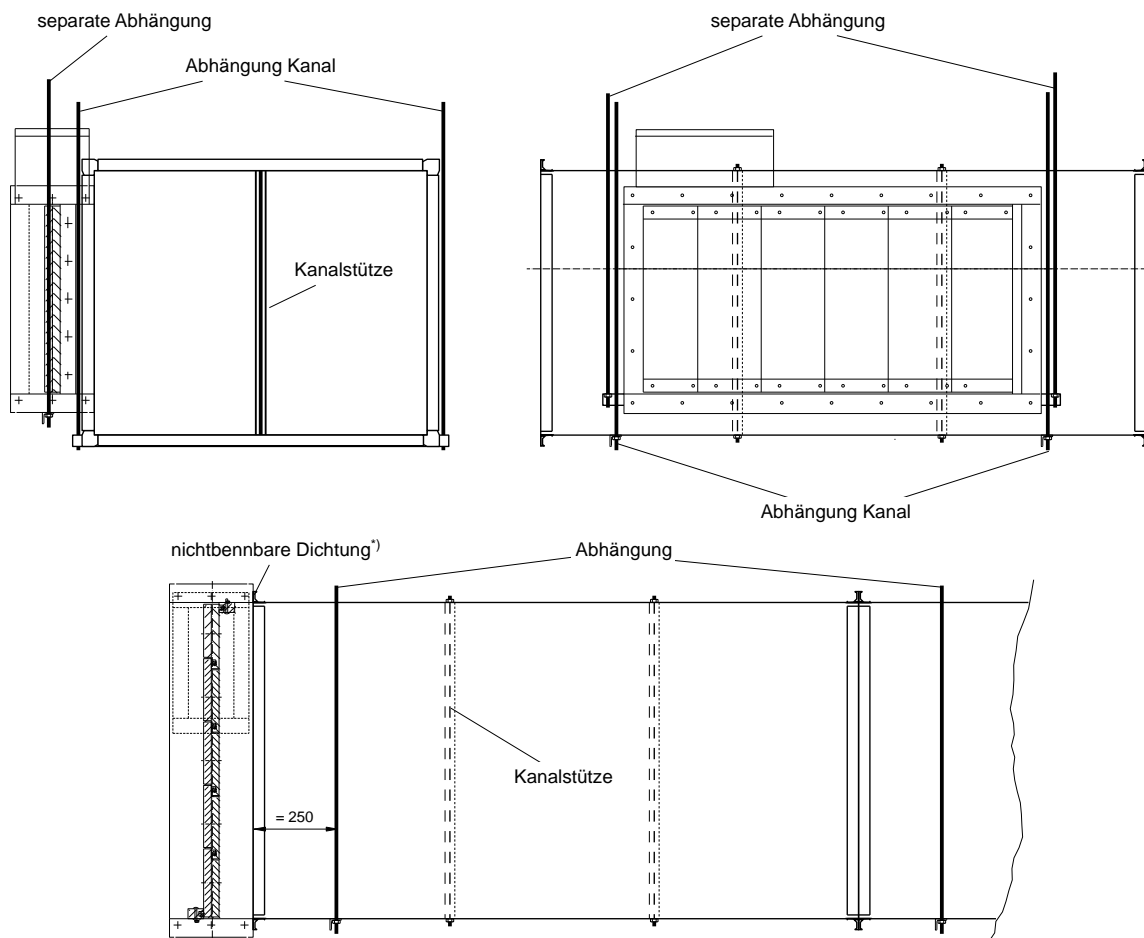 separate Abhängung
Abhängung Kanal
Kanalstütze
separate Abhängung
Abhängung Kanal
nichtbennbare Dichtung*)
Abhängung
Kanalstütze
= 250